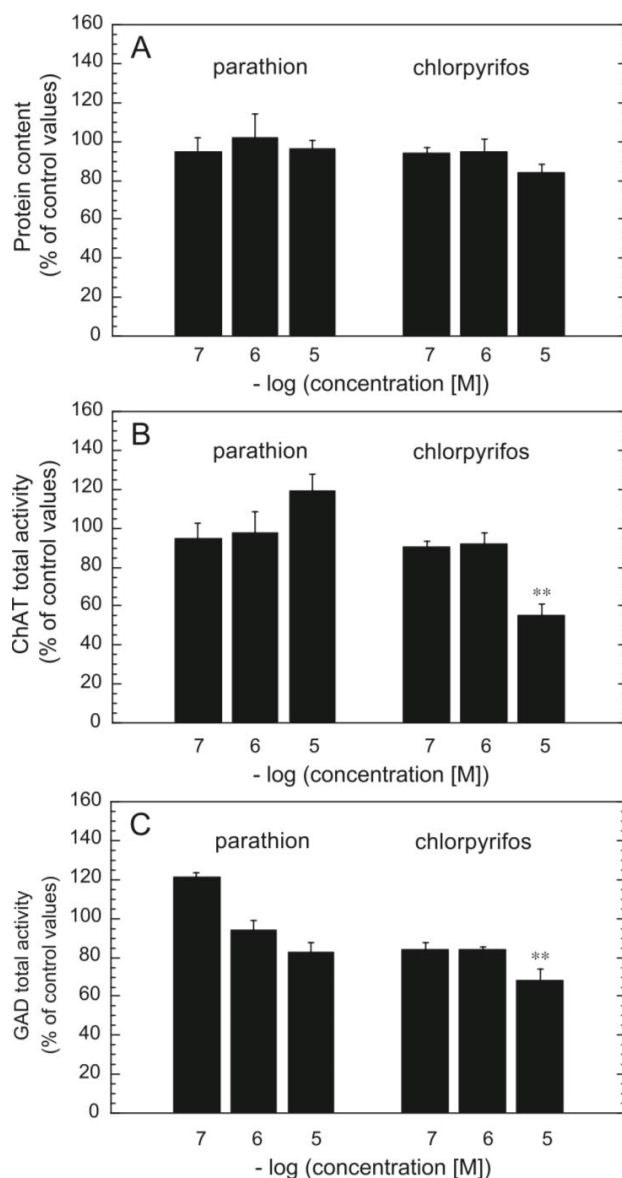 A
parathion chlorpyrifos
Protein content
(% of control values)
160
140
120
100
80
60
40
20
0
7 6 5 7 6 5
- log (concentration [M])
B
parathion chlorpyrifos
ChAT total activity
(% of control values)
160
140
120
100
80
60
40
20
0
**
7 6 5 7 6 5
- log (concentration [M])
C
parathion chlorpyrifos
GAD total activity
(% of control values)
160
140
120
100
80
60
40
20
0
**
7 6 5 7 6 5
- log (concentration [M])